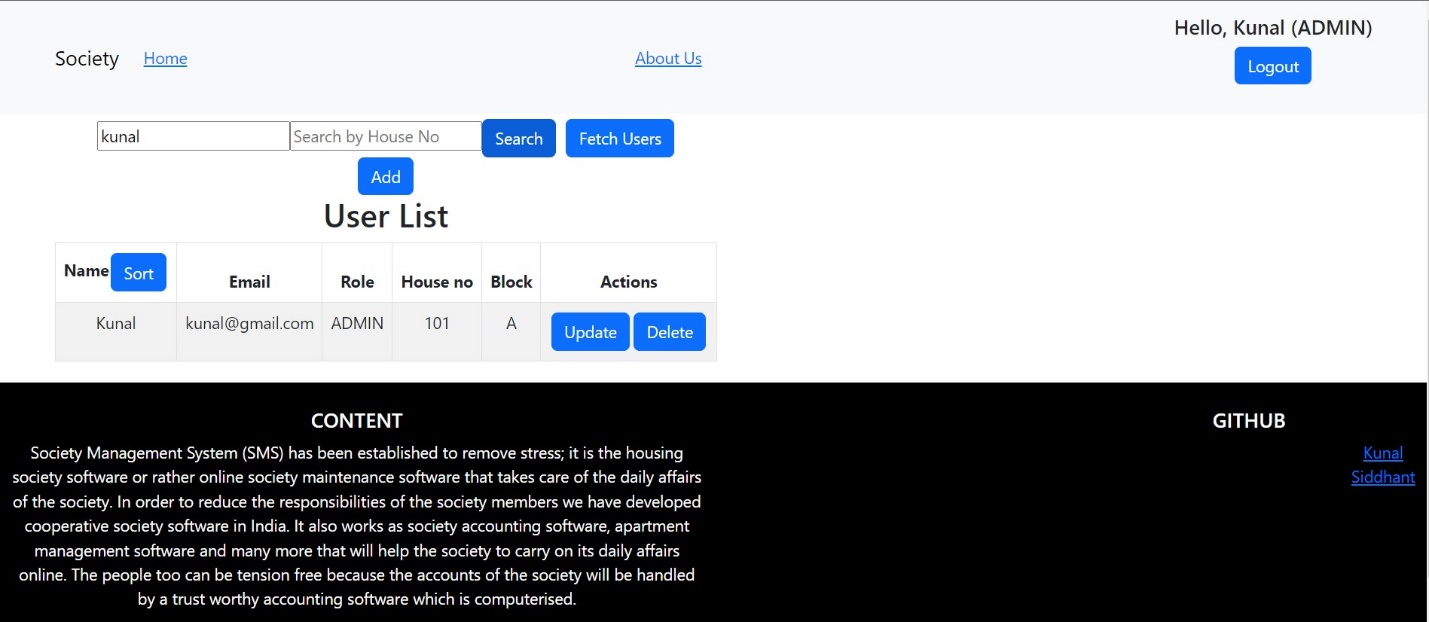 Hello, Kunal (ADMIN)
Society Home About Us
Logout
kunal Search by House No Search Fetch Users
Add
User List
Name Sort Email Role House no Block Actions
Kunal kunal@gmail.com ADMIN 101 A Update Delete
CONTENT
Society Management System (SMS) has been established to remove stress; it is the housing
society software or rather online society maintenance software that takes care of the daily affairs
of the society. In order to reduce the responsibilities of the society members we have developed
cooperative society software in India. It also works as society accounting software, apartment
management software and many more that will help the society to carry on its daily affairs
online. The people too can be tension free because the accounts of the society will be handled
by a trust worthy accounting software which is computerised.
GITHUB
Kunal
Siddhant